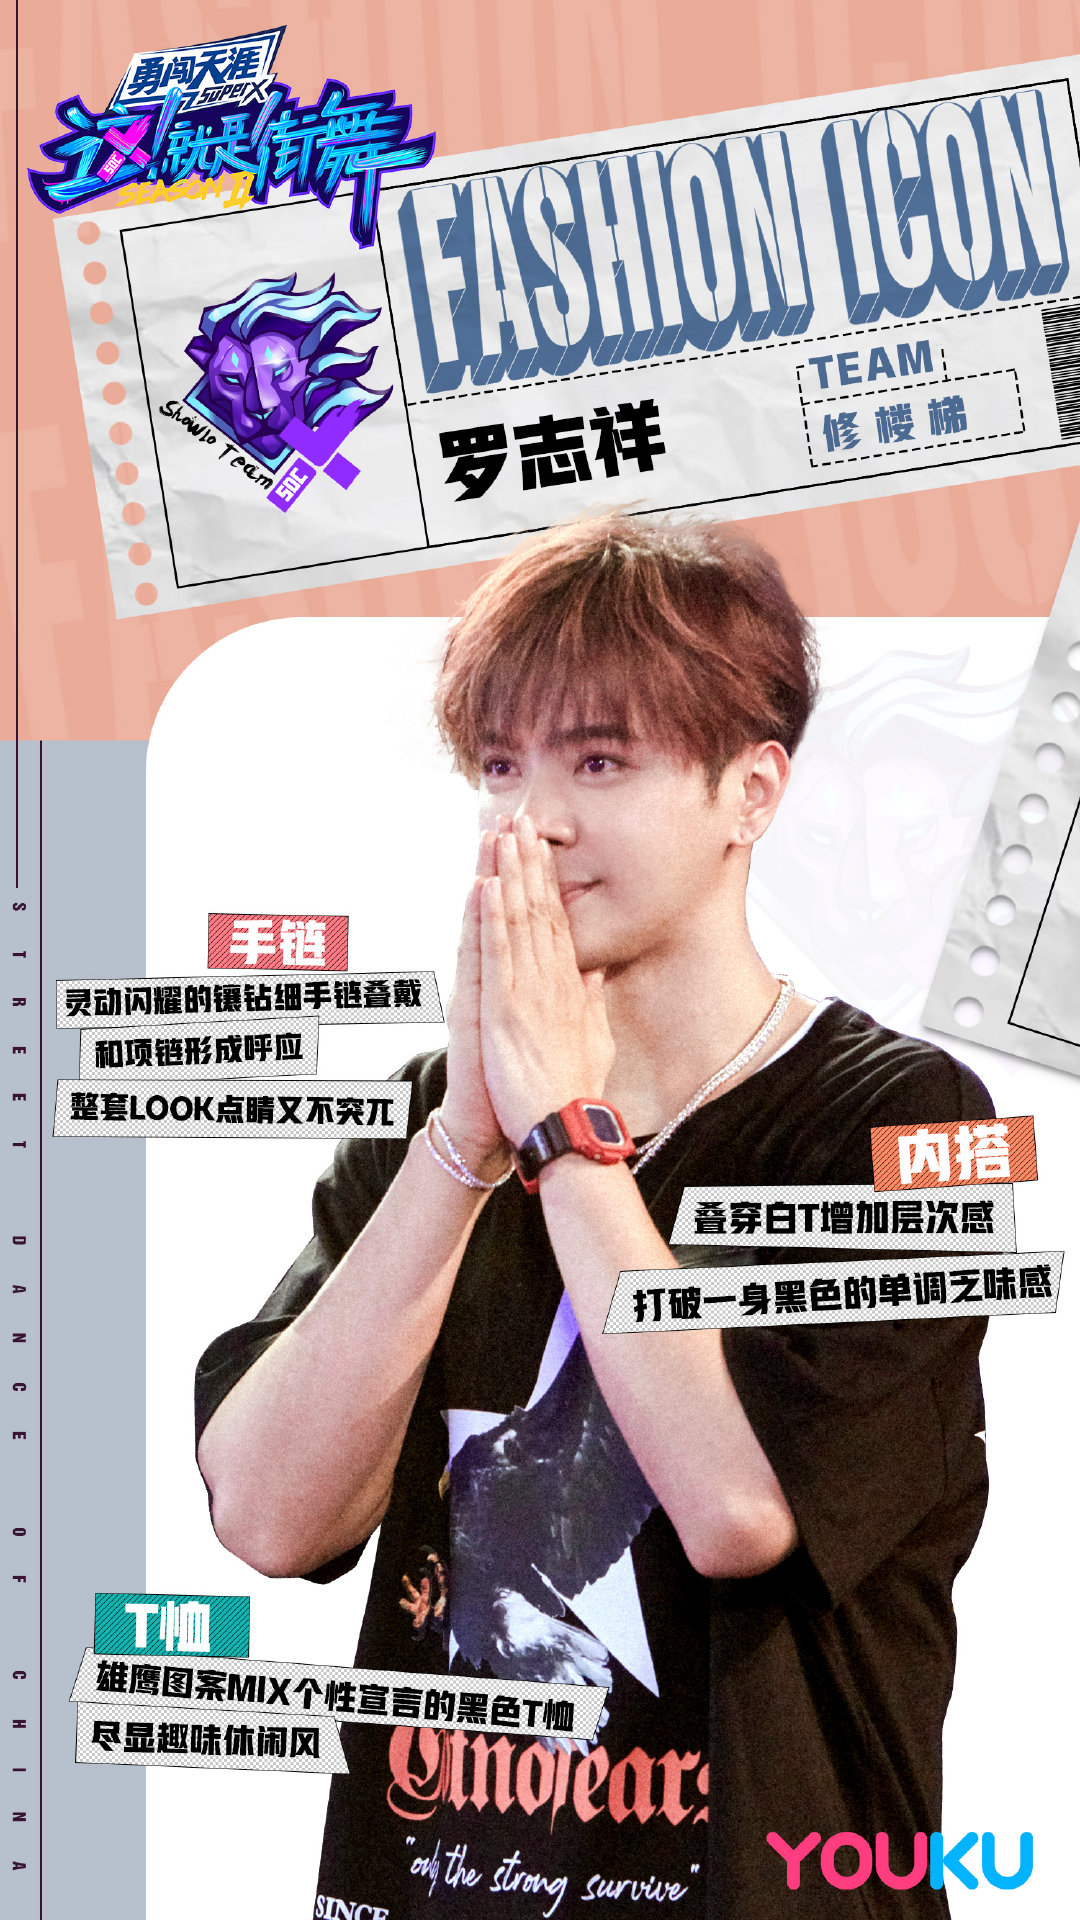 勇闯天涯
superX
这!就是街舞
SDC
SEASON II
FASHION ICON
TEAM
修楼梯
罗志祥
Showlo Team
SDC
手链
灵动闪耀的镶钻细手链叠戴
和项链形成呼应
整套LOOK点睛又不突兀
内搭
叠穿白T增加层次感
打破一身黑色的单调乏味感
T恤
雄鹰图案MIX个性宣言的黑色T恤
尽显趣味休闲风
"only the strong survive"
SINCE
YOUKU
STREET DANCE OF CHINA